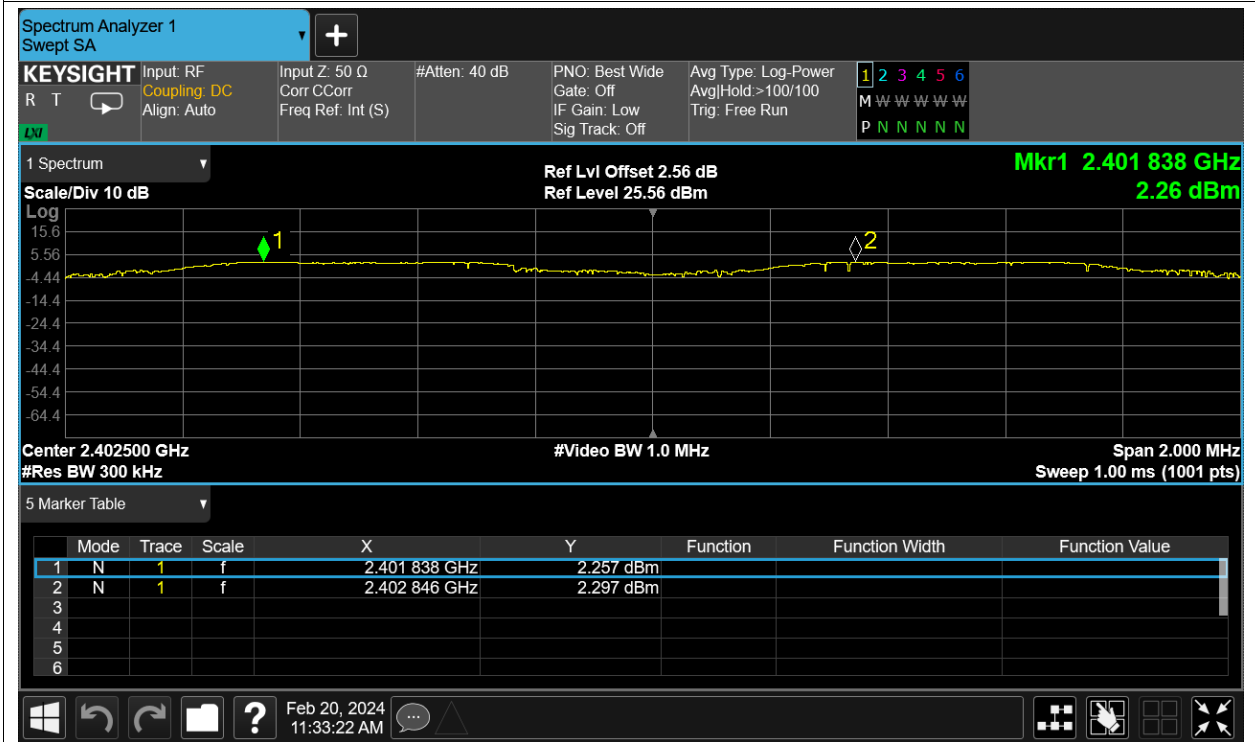 Spectrum Analyzer 1
Swept SA
KEYSIGHT
R T
LXI
Input: RF
Coupling: DC
Align: Auto
Input Z: 50 Ω
Corr CCorr
Freq Ref: Int (S)
#Atten: 40 dB
PNO: Best Wide
Gate: Off
IF Gain: Low
Sig Track: Off
Avg Type: Log-Power
Avg|Hold:>100/100
Trig: Free Run
1 2 3 4 5 6
M W W W W W
P N N N N N
1 Spectrum
Scale/Div 10 dB
Ref Lvl Offset 2.56 dB
Ref Level 25.56 dBm
Mkr1 2.401 838 GHz
2.26 dBm
Log
15.6
5.56
-4.44
-14.4
-24.4
-34.4
-44.4
-54.4
-64.4
1
2
Center 2.402500 GHz
#Res BW 300 kHz
#Video BW 1.0 MHz
Span 2.000 MHz
Sweep 1.00 ms (1001 pts)
5 Marker Table
Mode Trace Scale X Y Function Function Width Function Value
1 N 1 f 2.401 838 GHz 2.257 dBm
2 N 1 f 2.402 846 GHz 2.297 dBm
3
4
5
6
?
Feb 20, 2024
11:33:22 AM